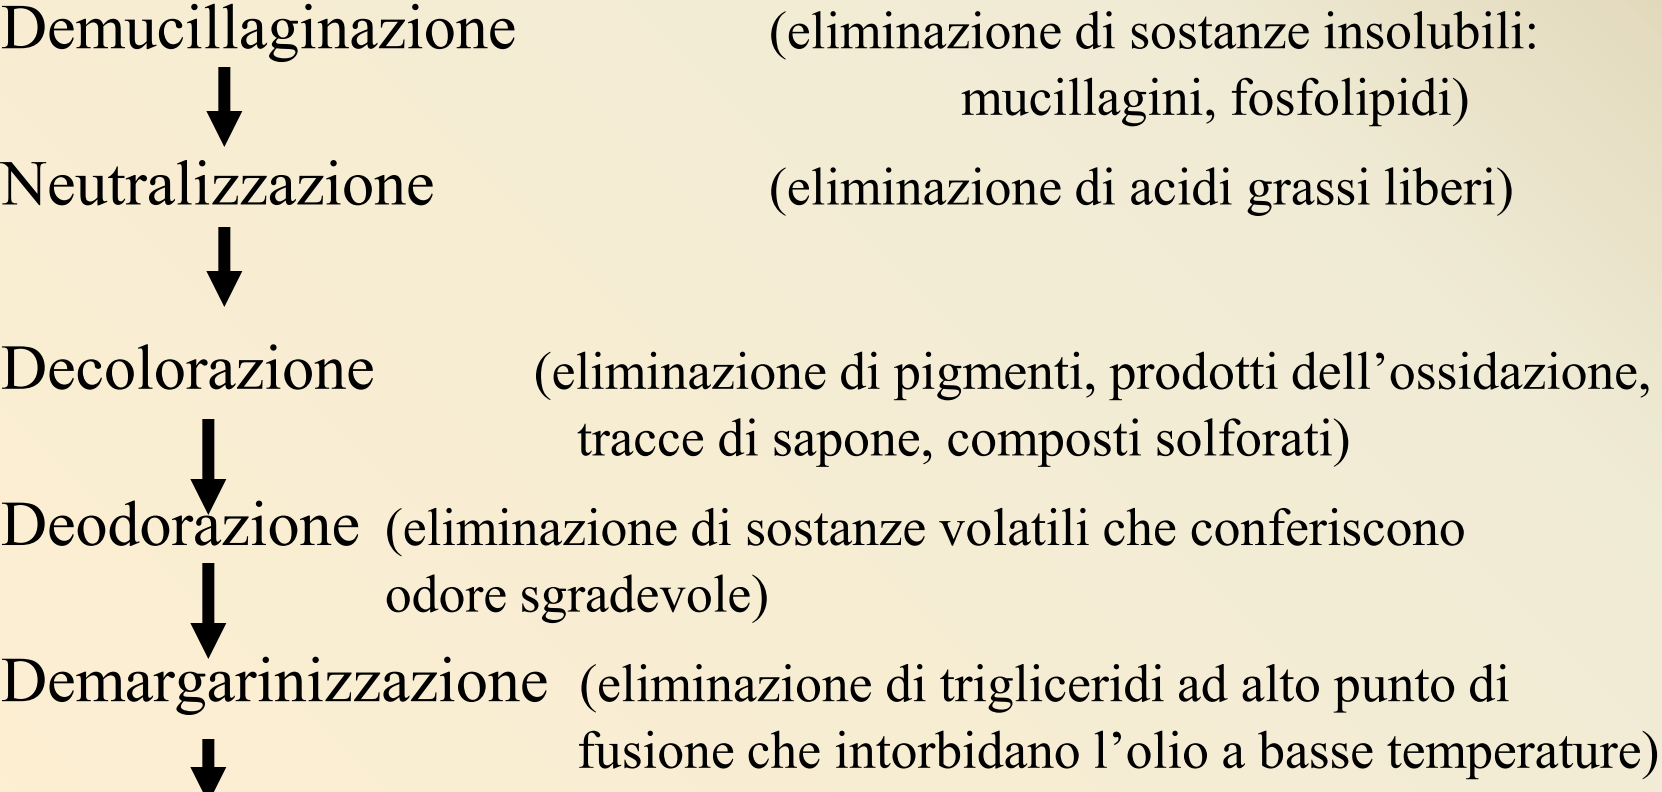 Demucillaginazione (eliminazione di sostanze insolubili:
mucillagini, fosfolipidi)
Neutralizzazione (eliminazione di acidi grassi liberi)
Decolorazione (eliminazione di pigmenti, prodotti dell’ossidazione,
tracce di sapone, composti solforati)
Deodorazione (eliminazione di sostanze volatili che conferiscono
odore sgradevole)
Demargarinizzazione (eliminazione di trigliceridi ad alto punto di
fusione che intorbidano l’olio a basse temperature)